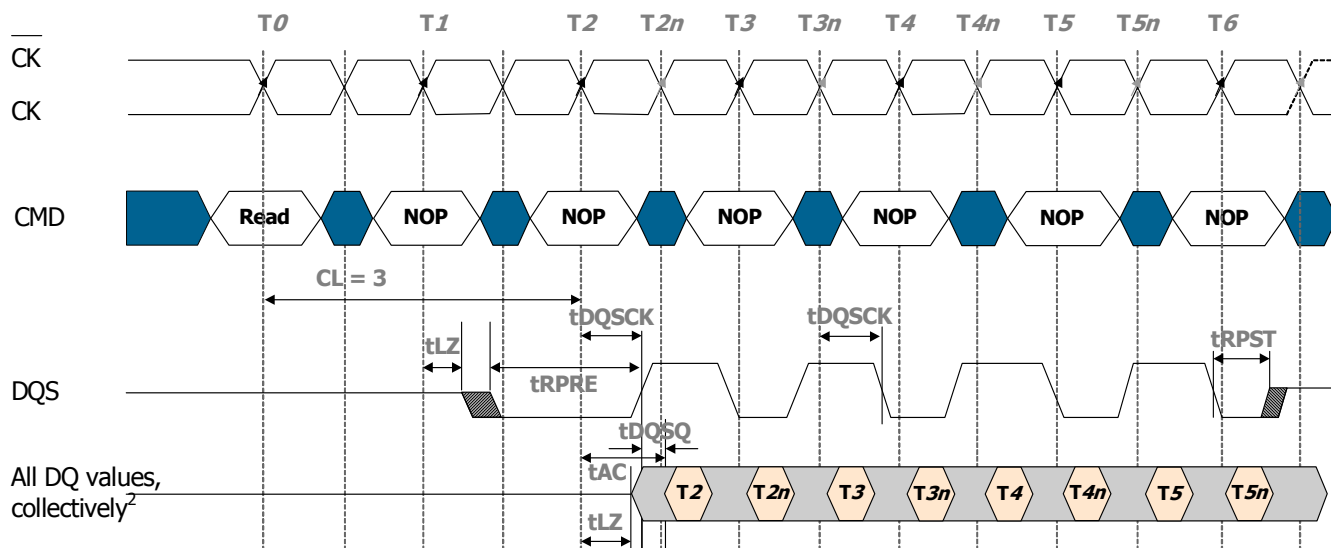 T0 T1 T2 T2n T3 T3n T4 T4n T5 T5n T6
CK
CK
CMD Read NOP NOP NOP NOP NOP NOP
CL = 3
tDQSCK tDQSCK
tLZ tRPST
tRPRE
DQS
tDQSQ
All DQ values, tAC T2 T2n T3 T3n T4 T4n T5 T5n
collectively2
tLZ